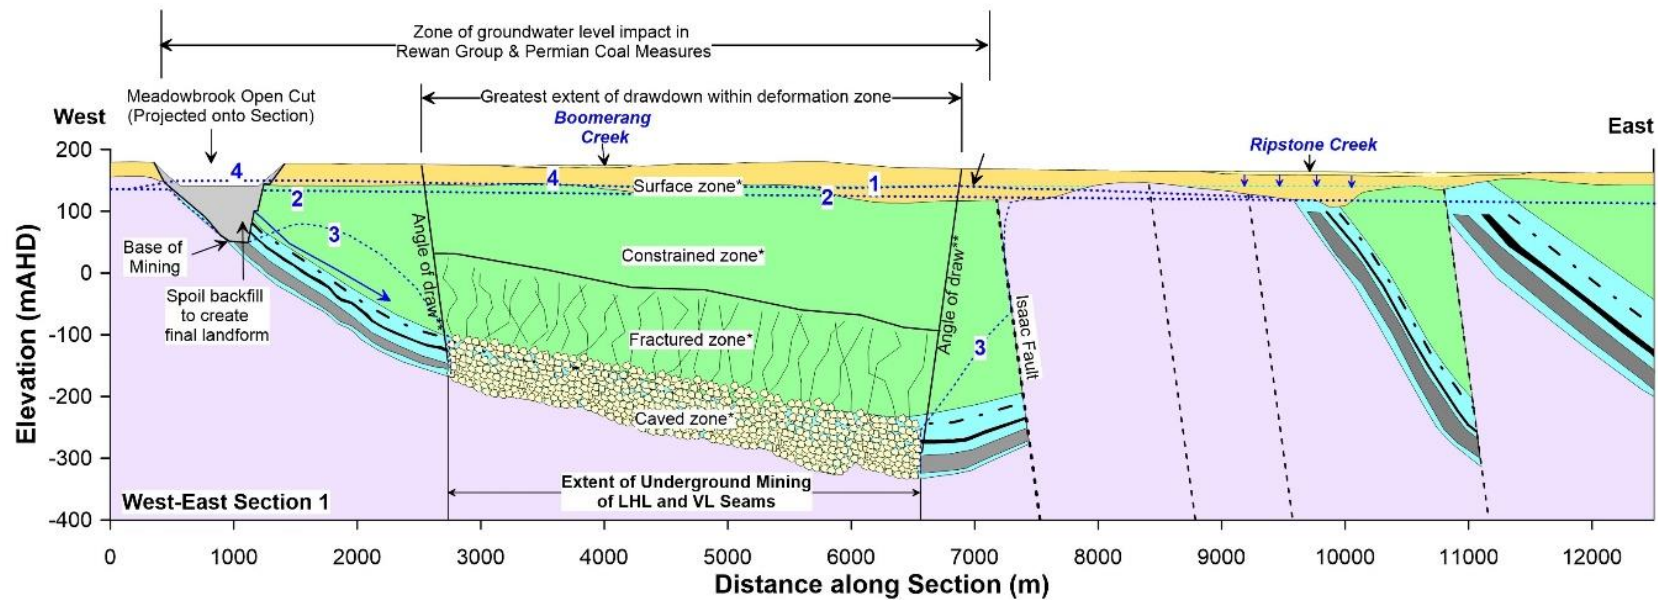 Zone of groundwater level impact in
Rewan Group & Permian Coal Measures
Meadowbrook Open Cut
(Projected onto Section)
Greatest extent of drawdown within deformation zone
West
Boomerang
Creek
Ripstone Creek
East
200
100
0
-100
-200
-300
-400
Elevation (mAHD)
4
4
1
2
2
3
3
Surface zone*
Constrained zone*
Fractured zone*
Caved zone*
Angle of draw**
Angle of draw**
Isaac Fault
Base of
Mining
Spoil backfill
to create
final landform
Extent of Underground Mining
of LHL and VL Seams
West-East Section 1
0 1000 2000 3000 4000 5000 6000 7000 8000 9000 10000 11000 12000
Distance along Section (m)